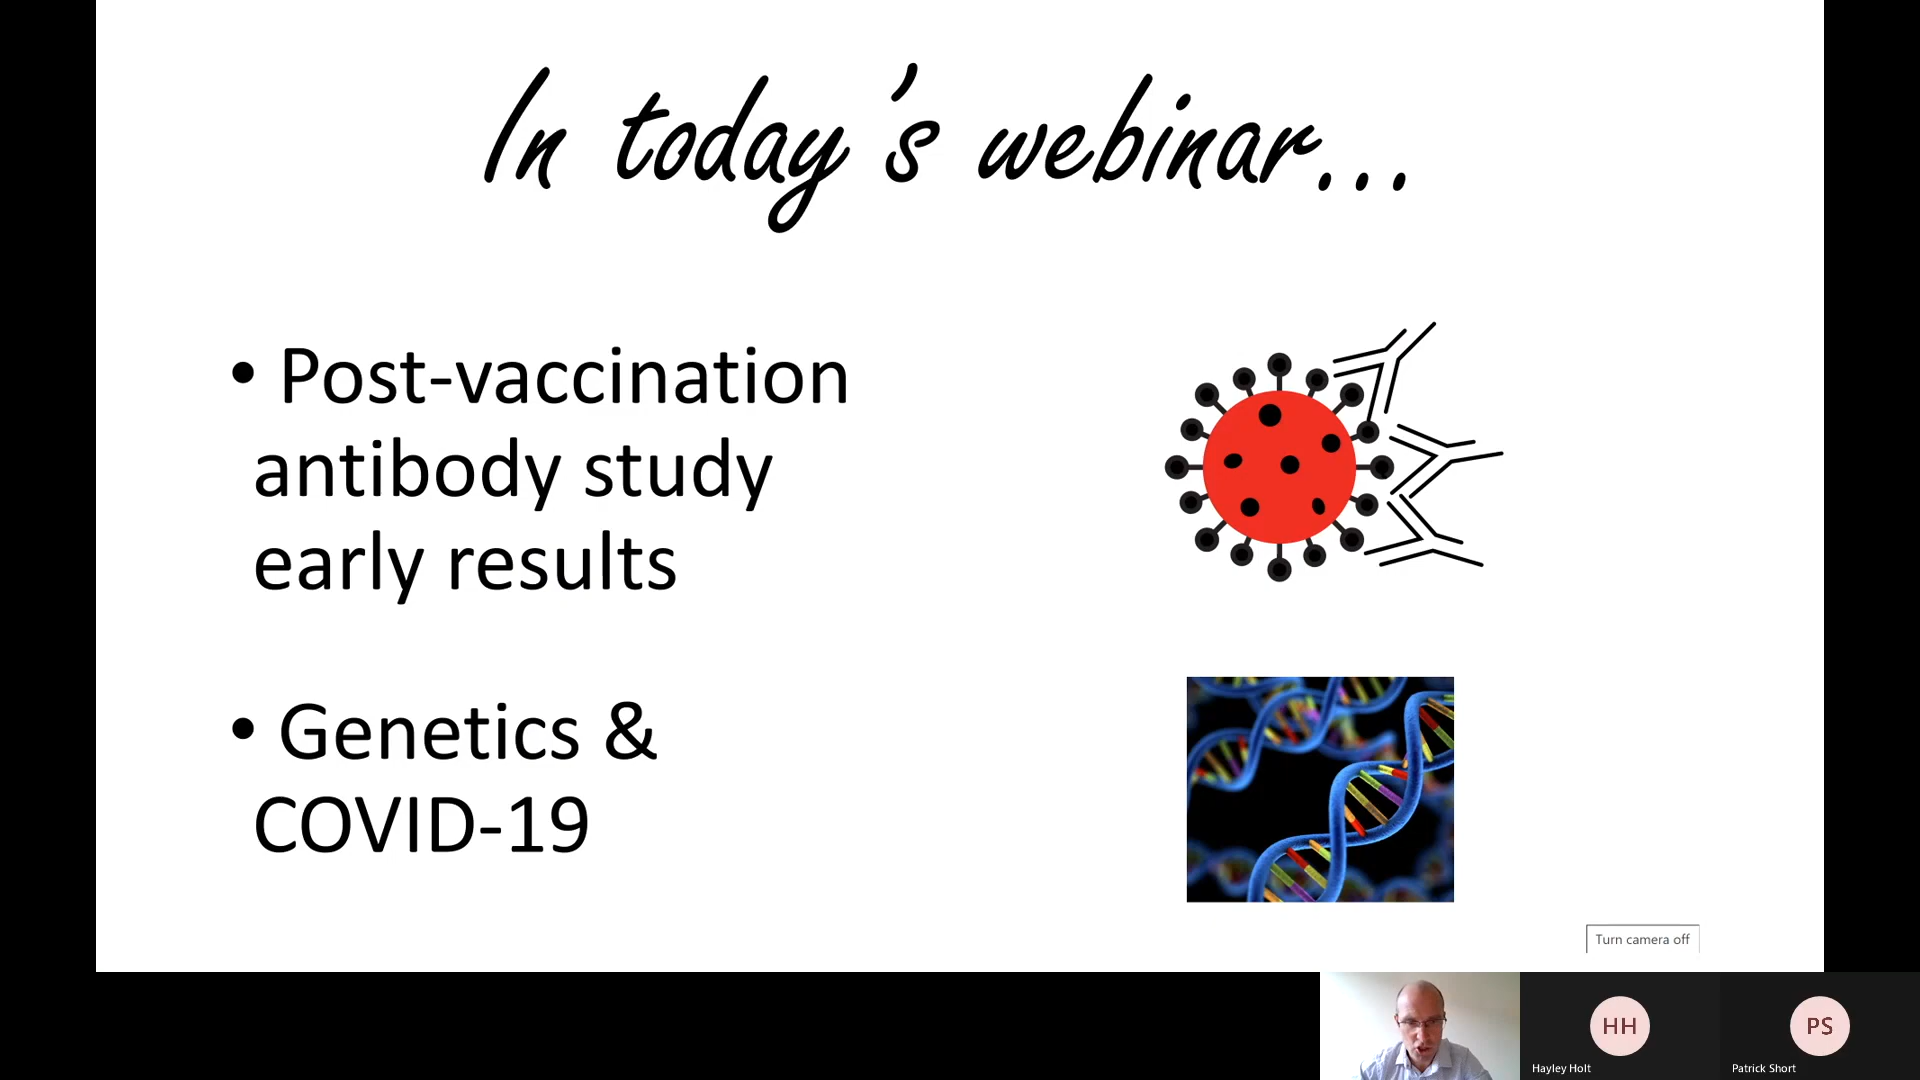 In today's webinar...
• Post-vaccination
antibody study
early results
• Genetics &
COVID-19
Turn camera off
HH
PS
Hayley Holt
Patrick Short